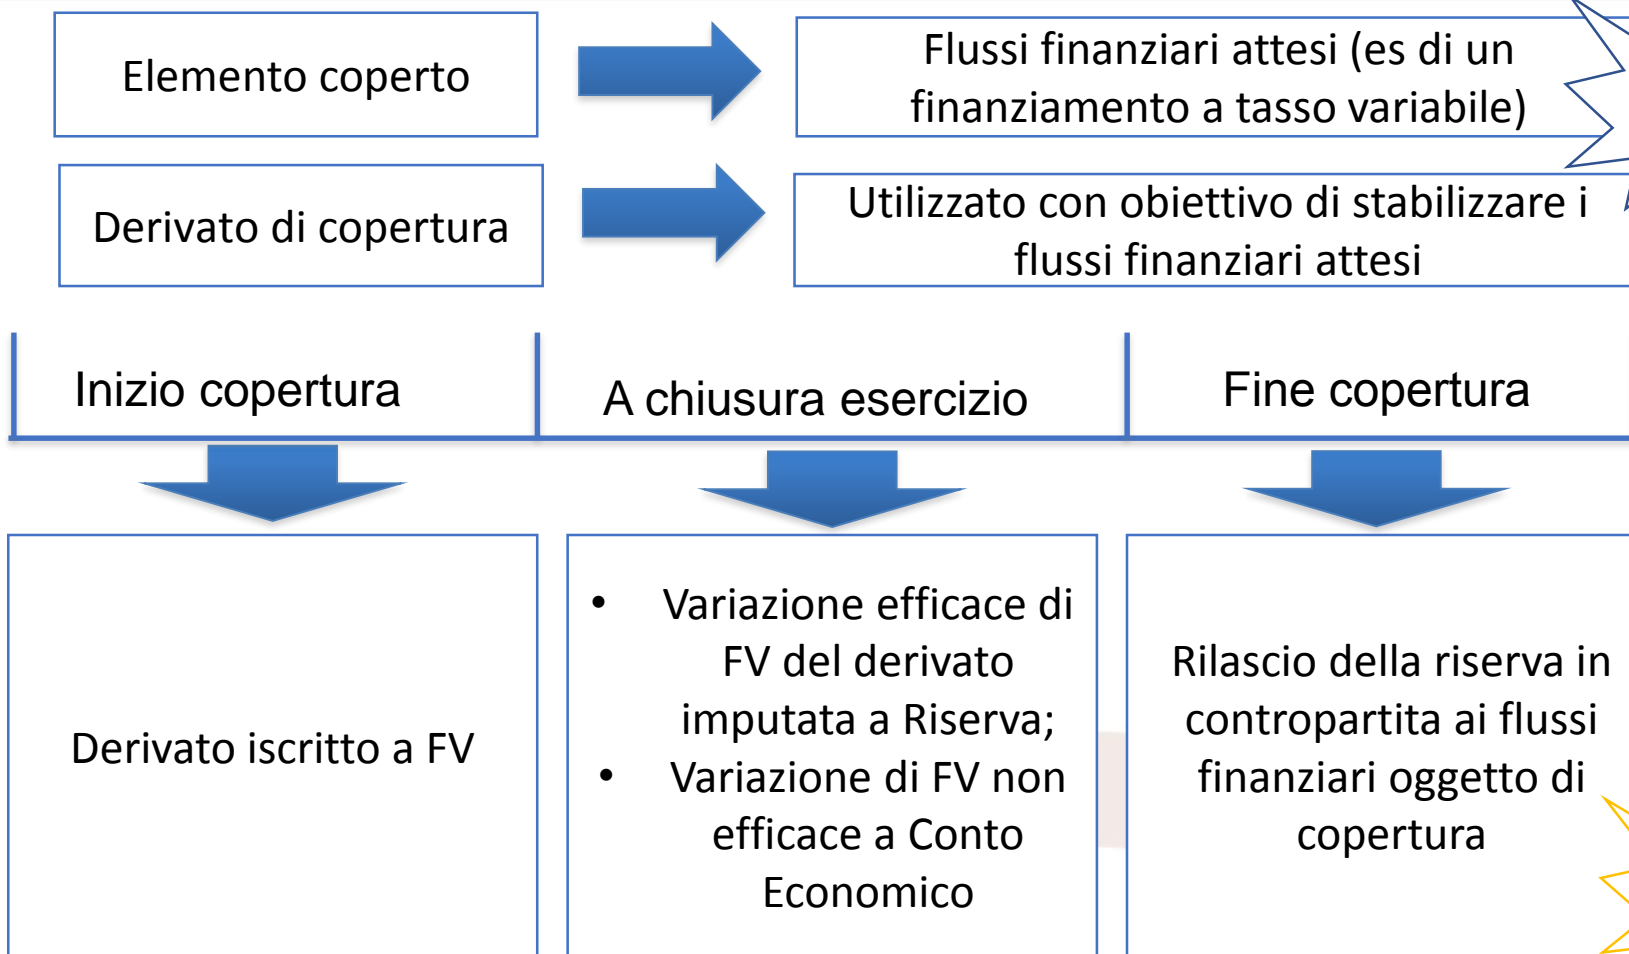 Elemento coperto
Flussi finanziari attesi (es di un
finanziamento a tasso variabile)
Derivato di copertura
Utilizzato con obiettivo di stabilizzare i
flussi finanziari attesi
Inizio copertura
A chiusura esercizio
Fine copertura
Derivato iscritto a FV
• Variazione efficace di
FV del derivato
imputata a Riserva;
• Variazione di FV non
efficace a Conto
Economico
Rilascio della riserva in
contropartita ai flussi
finanziari oggetto di
copertura